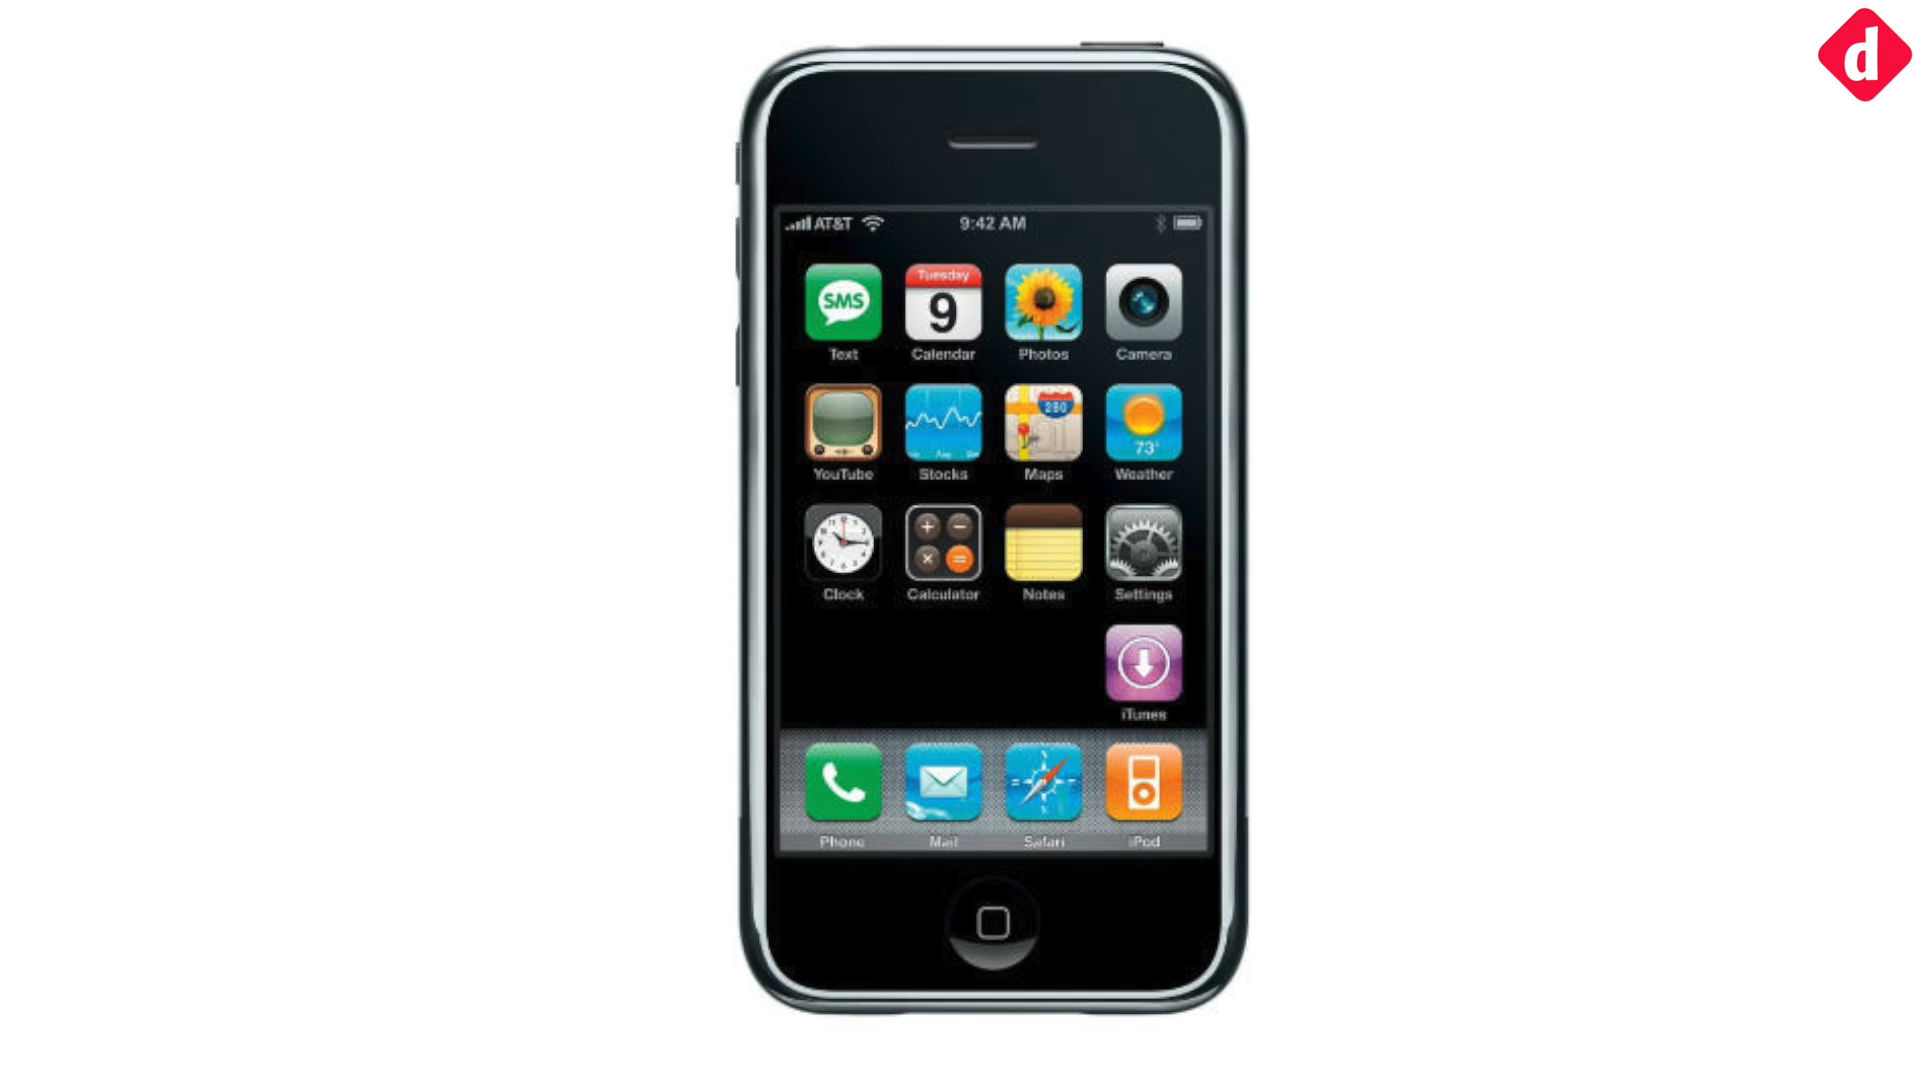 d
AT&T 9:42 AM
SMS Tuesday 9 280
Text Calendar Photos Camera
73°
YouTube Stocks Maps Weather
Clock Calculator Notes Settings
iTunes
Phone Mail Safari iPod